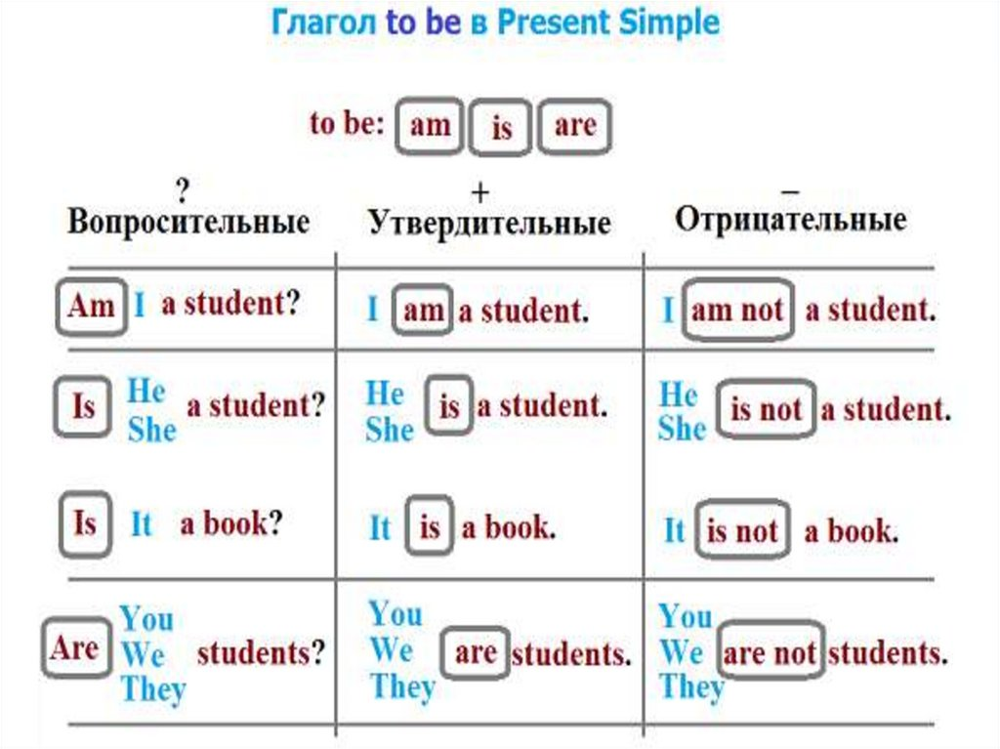 Глагол to be в Present Simple
to be: am is are
? + –
Вопросительные Утвердительные Отрицательные
Am I a student? I am a student. I am not a student.
Is He She a student? He She is a student. He She is not a student.
Is It a book? It is a book. It is not a book.
Are You We They students? You We They are students. You We They are not students.